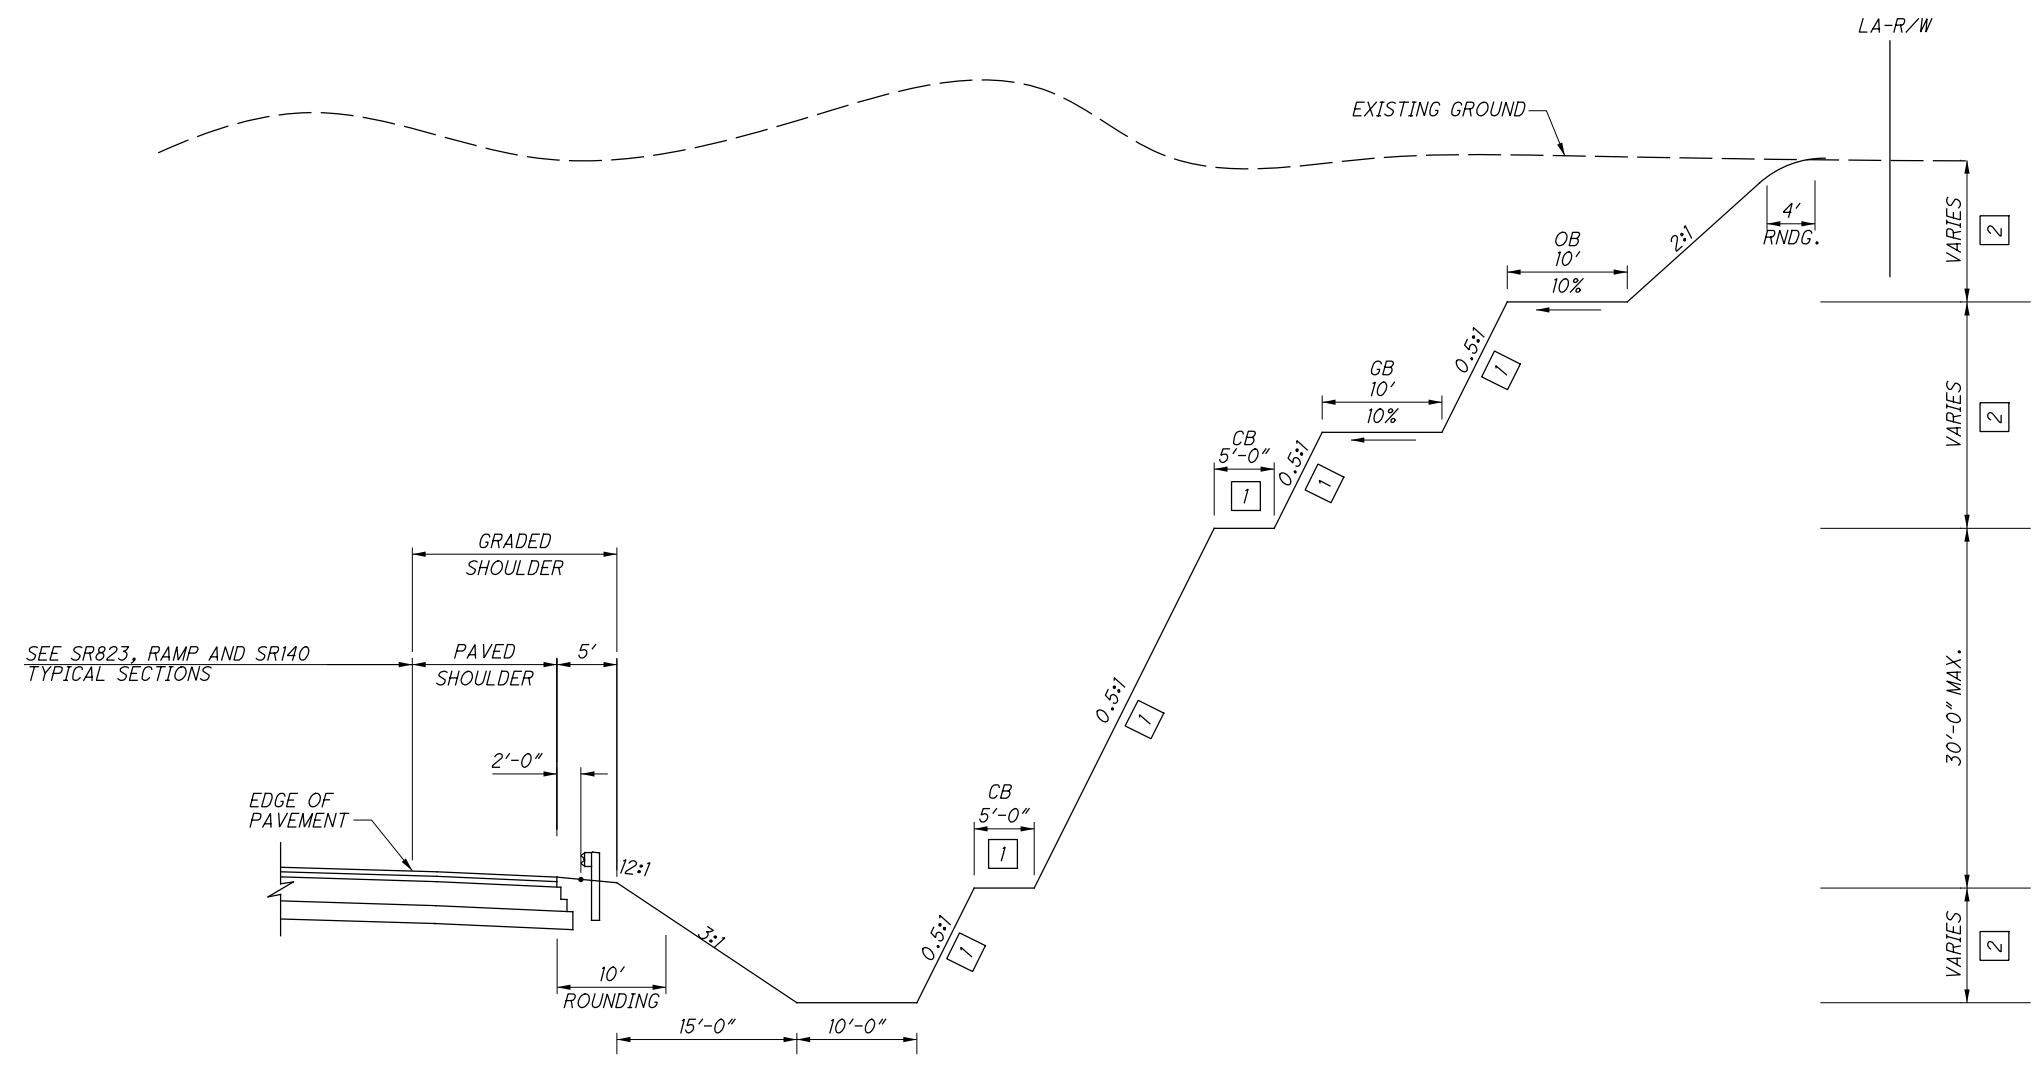 LA-R/W
EXISTING GROUND
4'
RNDG.
VARIES
2
2:1
OB
10'
10%
0.5:1
1
GB
10'
10%
VARIES
2
CB
5'-0"
1
0.5:1
1
GRADED
SHOULDER
SEE SR823, RAMP AND SR140
TYPICAL SECTIONS
PAVED
SHOULDER
5'
0.5:1
1
30'-0" MAX.
2'-0"
EDGE OF
PAVEMENT
CB
5'-0"
1
12:1
3:1
0.5:1
1
VARIES
2
10'
ROUNDING
15'-0"
10'-0"